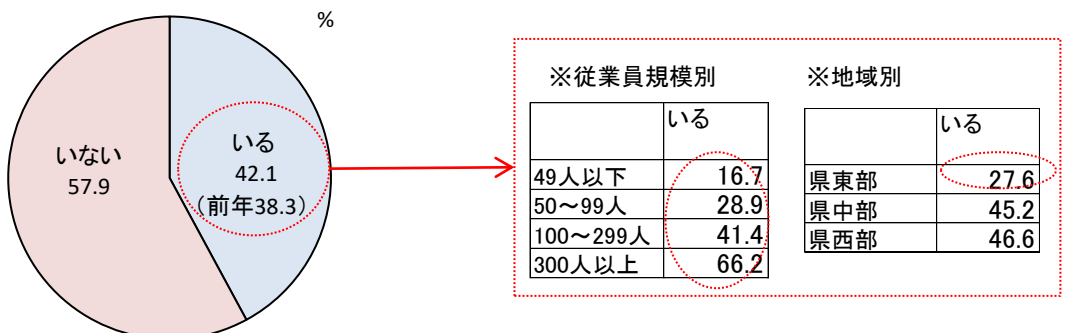 %
いない
57.9
いる
42.1
（前年38.3）
※従業員規模別
いる
49人以下 16.7
50～99人 28.9
100～299人 41.4
300人以上 66.2
※地域別
いる
県東部 27.6
県中部 45.2
県西部 46.6